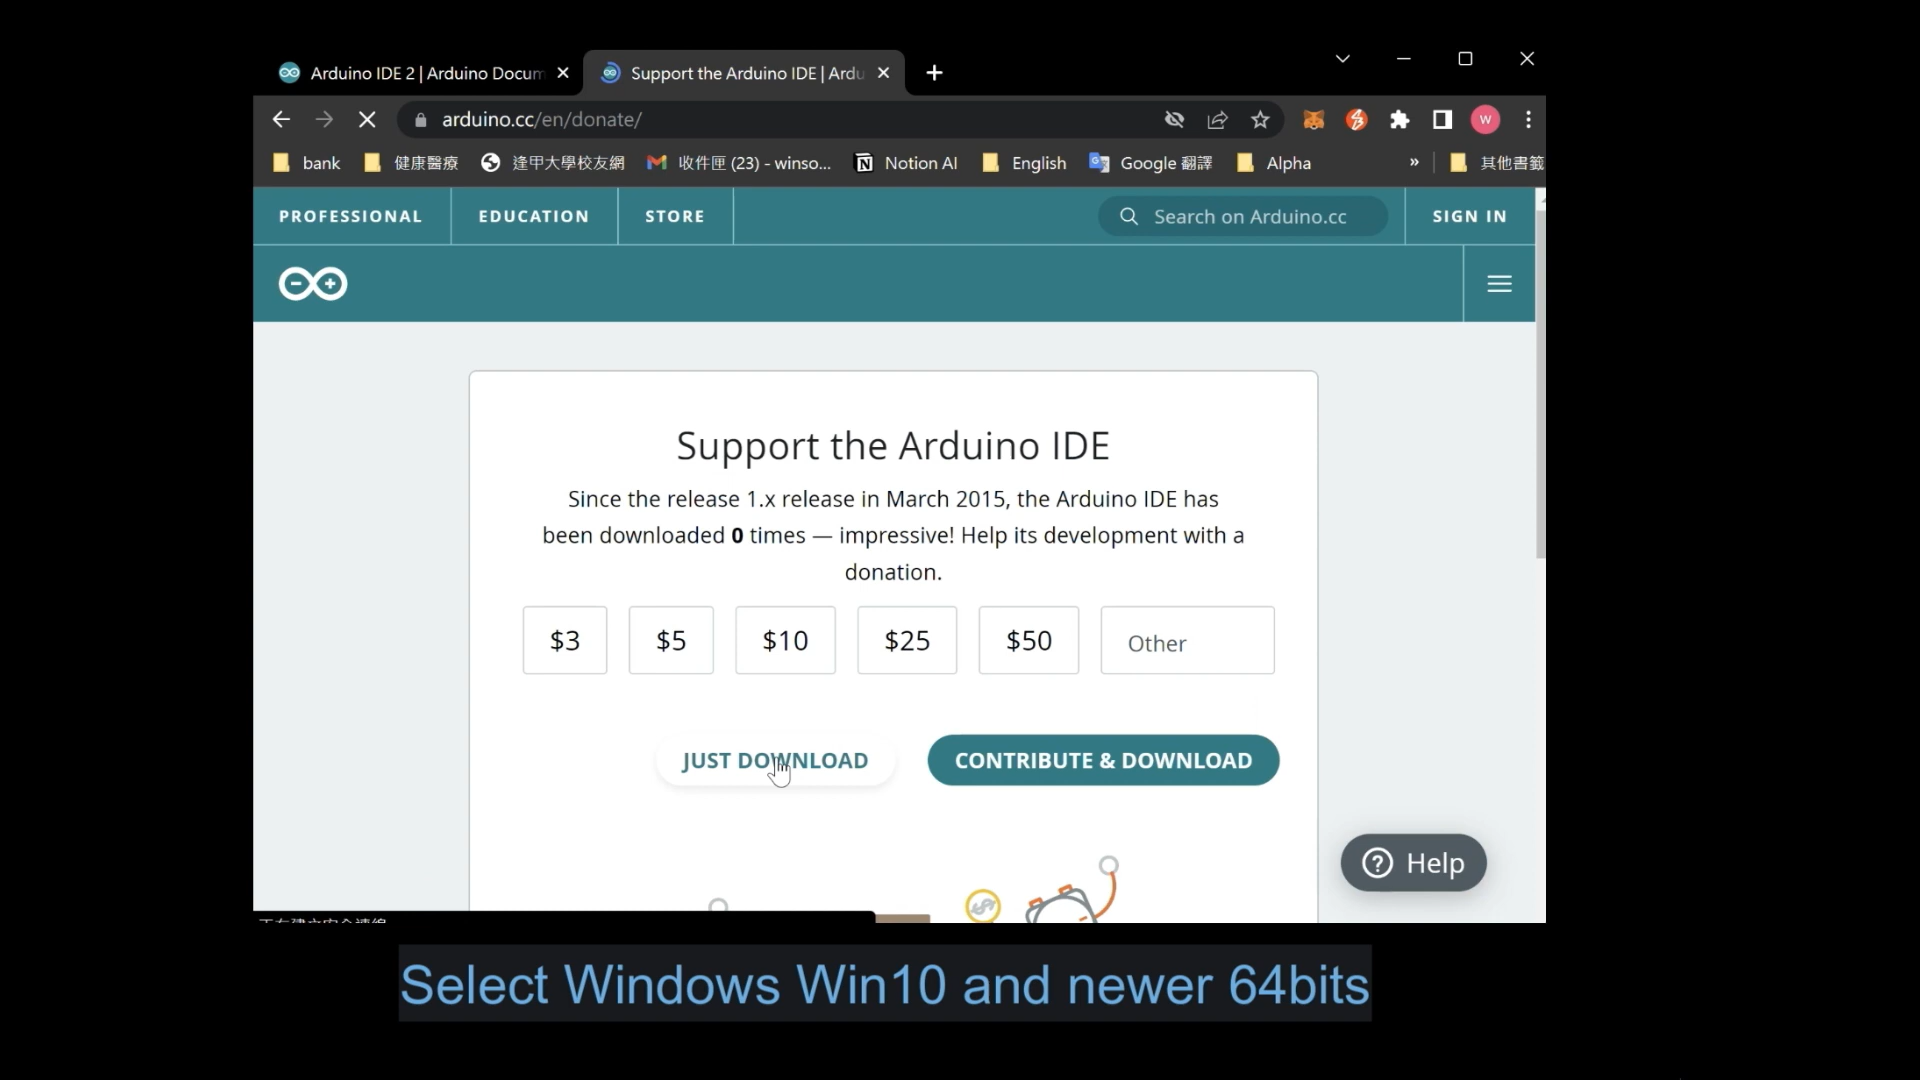 Arduino IDE 2 | Arduino Docum
Support the Arduino IDE | Ardu
arduino.cc/en/donate/
W
bank
健康醫療
逢甲大學校友網
收件匣 (23) - winso...
Notion AI
English
Google 翻譯
Alpha
»
其他書籤
PROFESSIONAL
EDUCATION
STORE
Search on Arduino.cc
SIGN IN
Support the Arduino IDE
Since the release 1.x release in March 2015, the Arduino IDE has
been downloaded 0 times — impressive! Help its development with a
donation.
$3
$5
$10
$25
$50
Other
JUST DOWNLOAD
CONTRIBUTE & DOWNLOAD
Help
Select Windows Win10 and newer 64bits